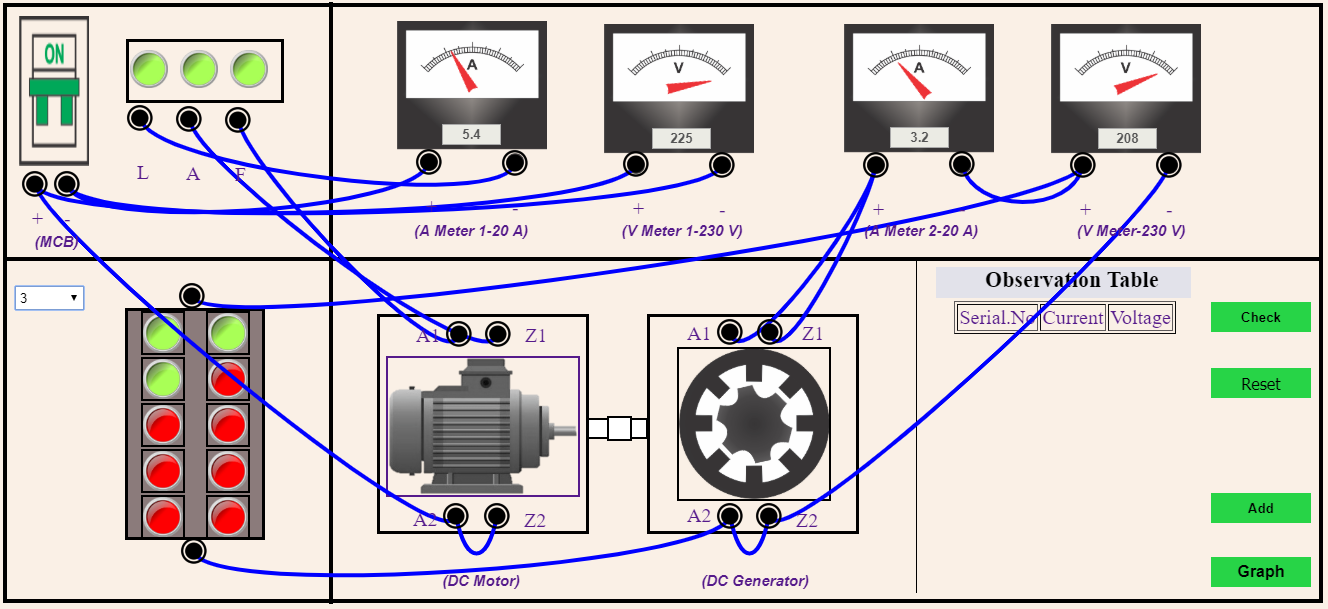 ON
L A F
+ -
(MCB)
A
5.4
+ -
(A Meter 1-20 A)
V
225
+ -
(V Meter 1-230 V)
A
3.2
+ -
(A Meter 2-20 A)
V
208
+ -
(V Meter-230 V)
3
A1 Z1
A2 Z2
(DC Motor)
A1 Z1
A2 Z2
(DC Generator)
Observation Table
Serial.No Current Voltage
Check
Reset
Add
Graph